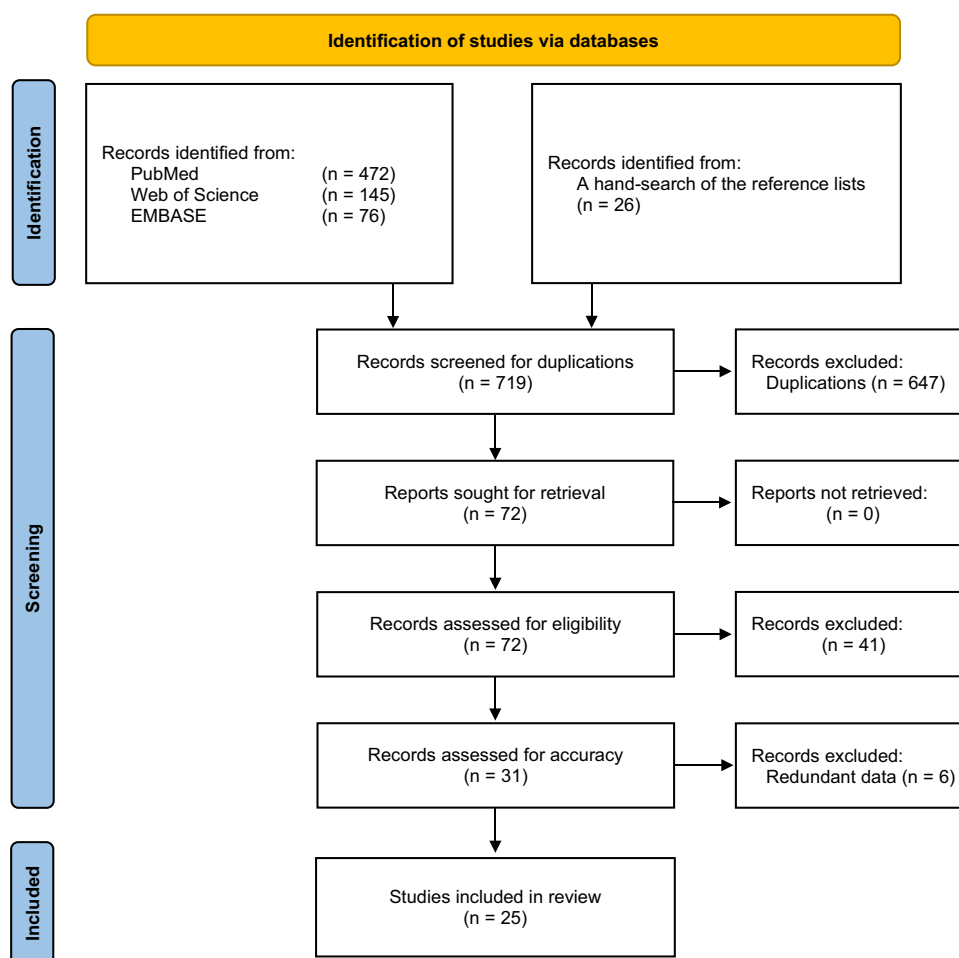 Identification of studies via databases
Identification
Records identified from:
PubMed (n = 472)
Web of Science (n = 145)
EMBASE (n = 76)
Records identified from:
A hand-search of the reference lists
(n = 26)
Screening
Records screened for duplications
(n = 719)
Records excluded:
Duplications (n = 647)
Reports sought for retrieval
(n = 72)
Reports not retrieved:
(n = 0)
Records assessed for eligibility
(n = 72)
Records excluded:
(n = 41)
Records assessed for accuracy
(n = 31)
Records excluded:
Redundant data (n = 6)
Included
Studies included in review
(n = 25)